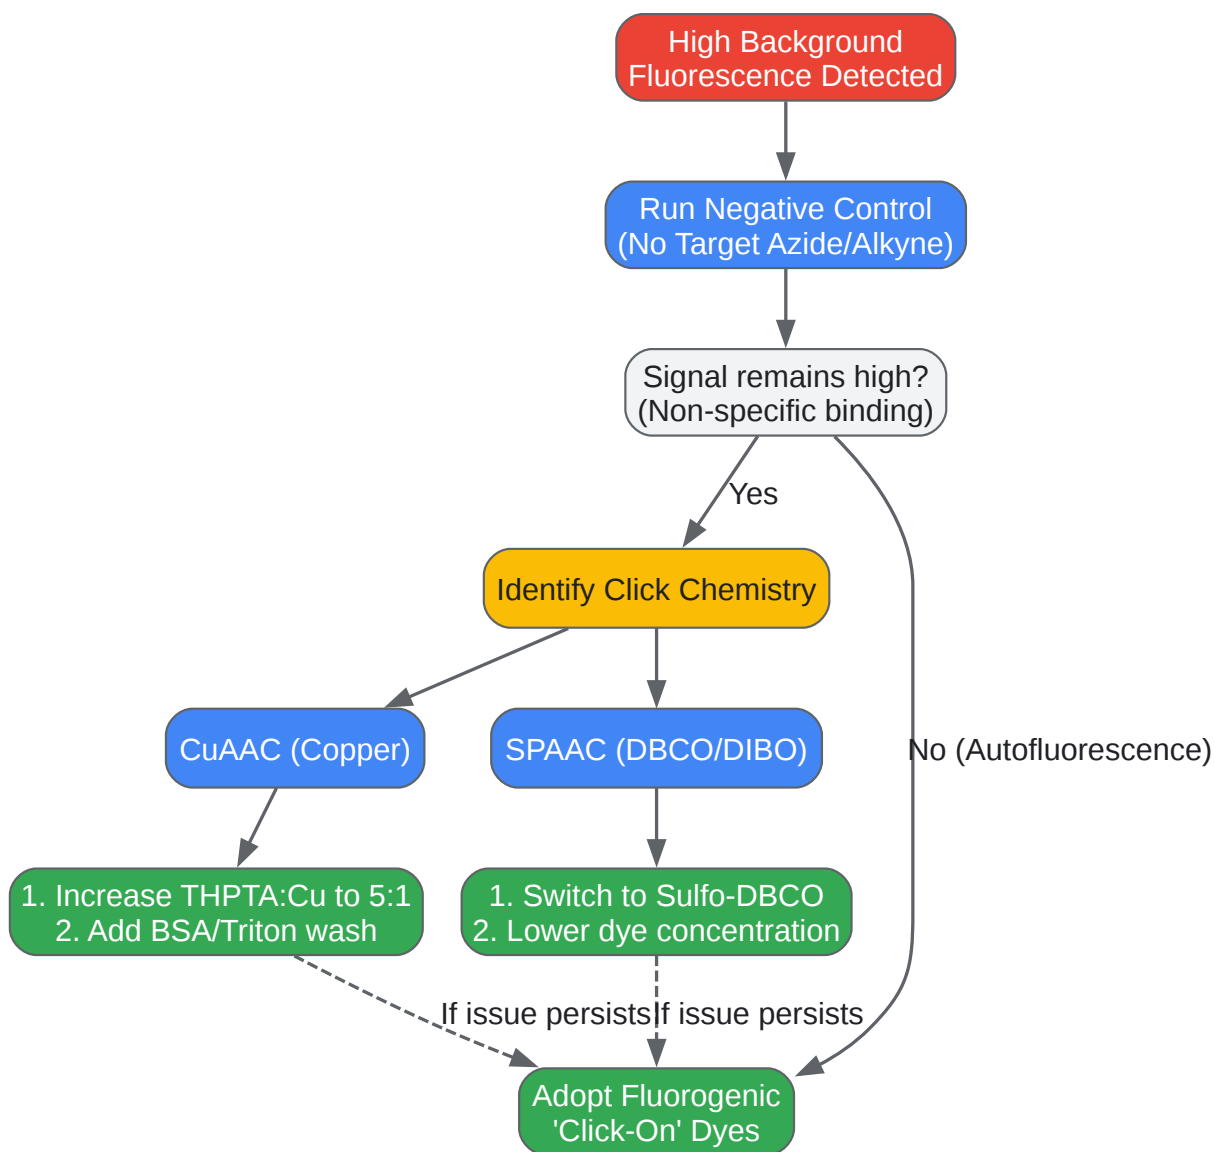 High Background
Fluorescence Detected
Run Negative Control
(No Target Azide/Alkyne)
Signal remains high?
(Non-specific binding)
Yes
Identify Click Chemistry
CuAAC (Copper)
SPAAC (DBCO/DIBO)
No (Autofluorescence)
1. Increase THPTA:Cu to 5:1
2. Add BSA/Triton wash
1. Switch to Sulfo-DBCO
2. Lower dye concentration
If issue persists
If issue persists
Adopt Fluorogenic
'Click-On' Dyes